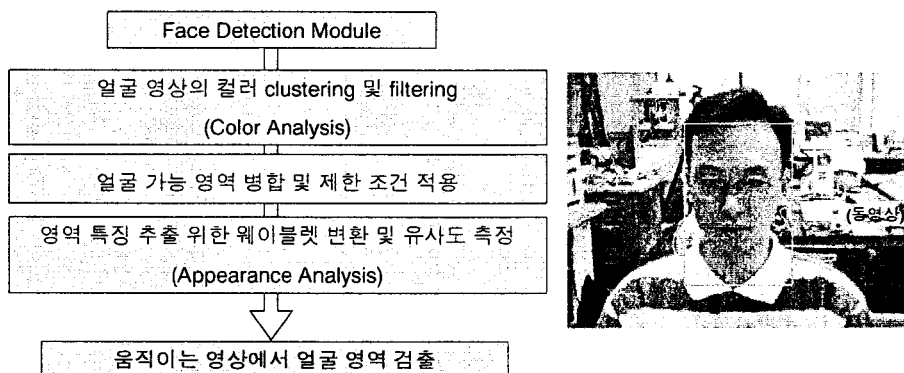 Face Detection Module
얼굴 영상의 컬러 clustering 및 filtering
(Color Analysis)
얼굴 가능 영역 병합 및 제한 조건 적용
영역 특징 추출 위한 웨이블렛 변환 및 유사도 측정
(Appearance Analysis)
움직이는 영상에서 얼굴 영역 검출
(동영상)